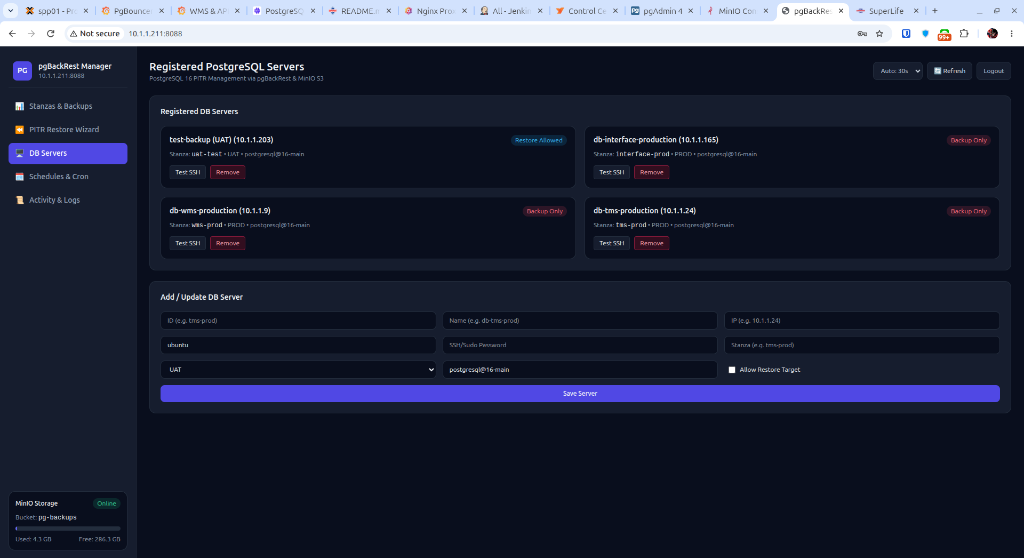 spp01 - Pr
PgBounce
WMS & AP
PostgreSQ
README.m
Nginx Pro
All - Jenki
Control Ce
pgAdmin 4
MinIO Con
pgBackRes
SuperLife
Not secure
10.1.1.211:8088
99+
PG
pgBackRest Manager
10.1.1.211:8088
Stanzas & Backups
PITR Restore Wizard
DB Servers
Schedules & Cron
Activity & Logs
MinIO Storage
Online
Bucket: pg-backups
Used: 4.3 GB
Free: 286.3 GB
Registered PostgreSQL Servers
PostgreSQL 16 PITR Management via pgBackRest & MinIO S3
Auto: 30s
Refresh
Logout
Registered DB Servers
test-backup (UAT) (10.1.1.203)
Restore Allowed
Stanza: uat-test • UAT • postgresql@16-main
Test SSH
Remove
db-interface-production (10.1.1.165)
Backup Only
Stanza: interface-prod • PROD • postgresql@16-main
Test SSH
Remove
db-wms-production (10.1.1.9)
Backup Only
Stanza: wms-prod • PROD • postgresql@16-main
Test SSH
Remove
db-tms-production (10.1.1.24)
Backup Only
Stanza: tms-prod • PROD • postgresql@16-main
Test SSH
Remove
Add / Update DB Server
ID (e.g. tms-prod)
Name (e.g. db-tms-prod)
IP (e.g. 10.1.1.24)
ubuntu
SSH/Sudo Password
Stanza (e.g. tms-prod)
UAT
postgresql@16-main
Allow Restore Target
Save Server